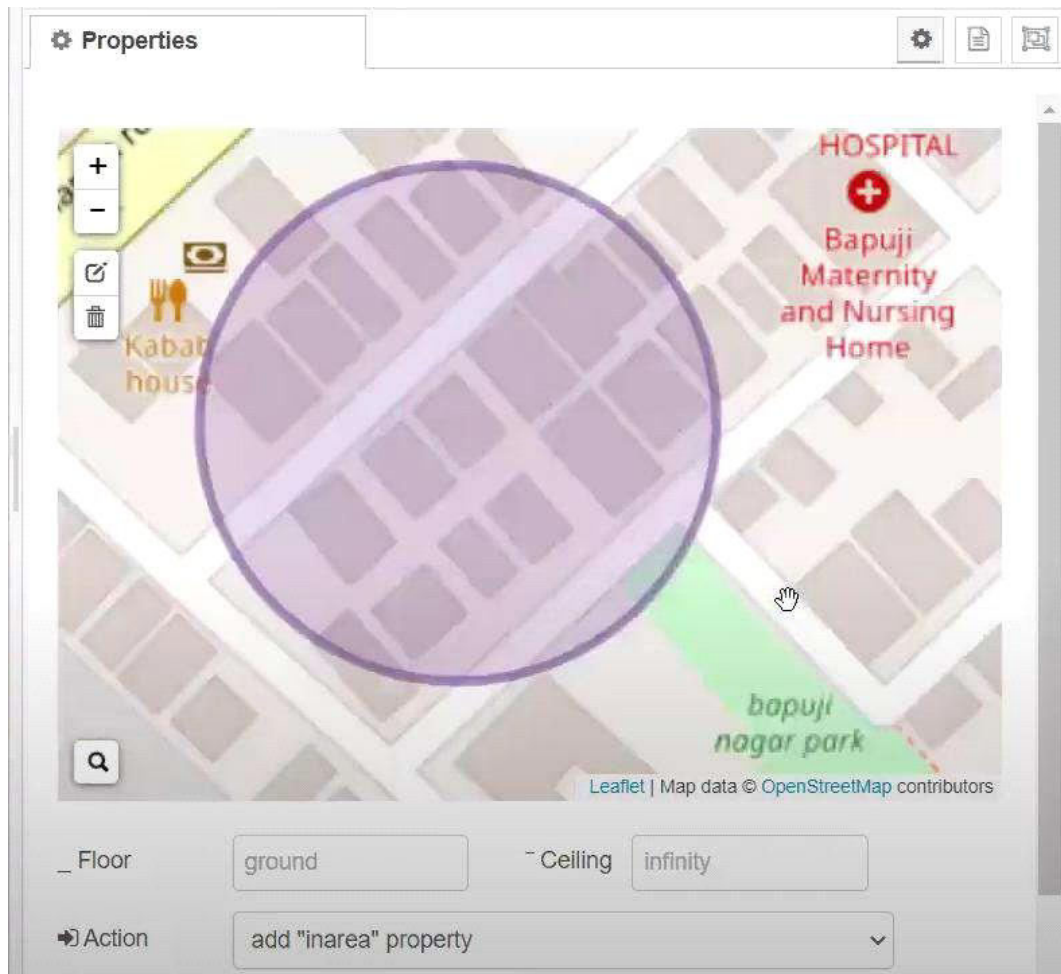 Properties
HOSPITAL
Bapuji
Maternity
and Nursing
Home
Kabab
house
bapuji
nagar park
Leaflet | Map data © OpenStreetMap contributors
Floor
ground
Ceiling
infinity
Action
add "inarea" property